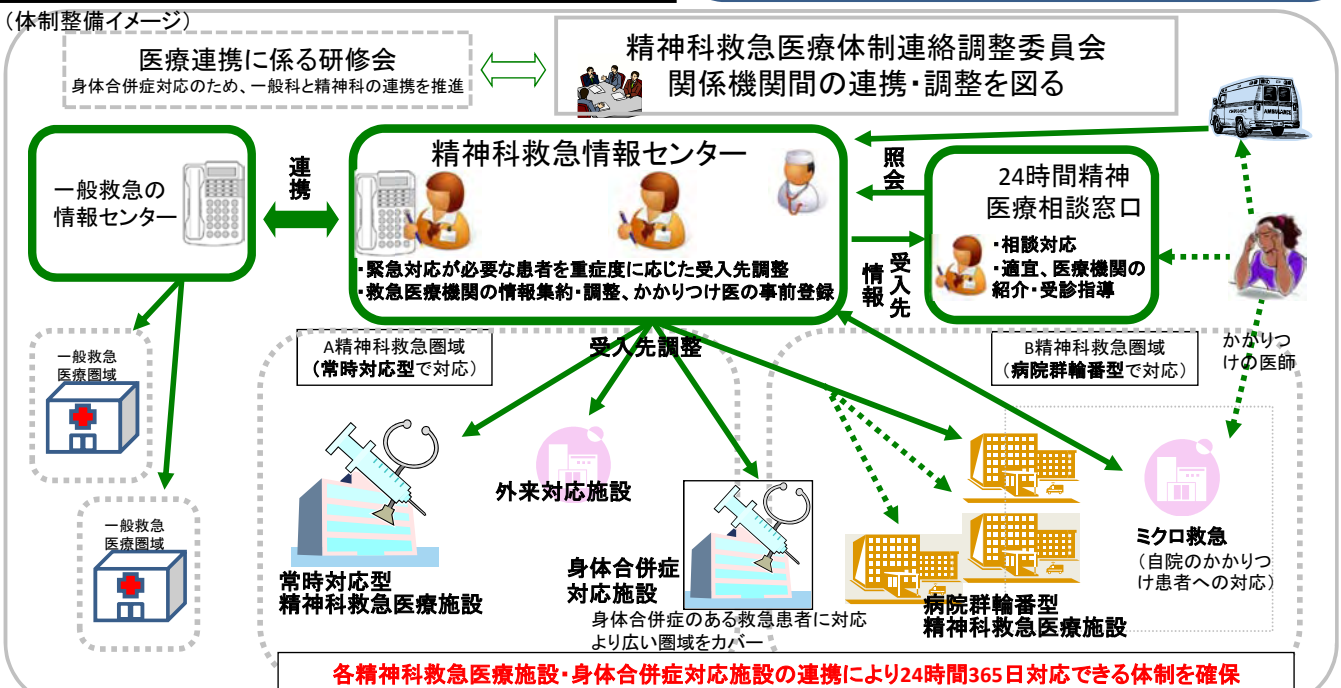 （体制整備イメージ）
医療連携に係る研修会
身体合併症対応のため、一般科と精神科の連携を推進
精神科救急医療体制連絡調整委員会
関係機関間の連携・調整を図る
AMBULANCE
一般救急の
情報センター
連携
精神科救急情報センター
・緊急対応が必要な患者を重症度に応じた受入先調整
・救急医療機関の情報集約・調整、かかりつけ医の事前登録
照会
受入先
情報
24時間精神
医療相談窓口
・相談対応
・適宜、医療機関の
紹介・受診指導
かかりつ
けの医師
一般救急
医療圏域
一般救急
医療圏域
A精神科救急圏域
（常時対応型で対応）
受入先調整
B精神科救急圏域
（病院群輪番型で対応）
常時対応型
精神科救急医療施設
外来対応施設
身体合併症
対応施設
身体合併症のある救急患者に対応
より広い圏域をカバー
病院群輪番型
精神科救急医療施設
ミクロ救急
（自院のかかりつ
け患者への対応）
各精神科救急医療施設・身体合併症対応施設の連携により24時間365日対応できる体制を確保